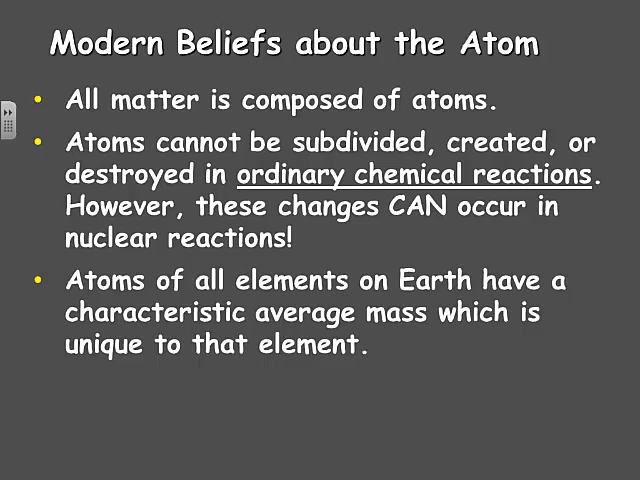 Modern Beliefs about the Atom
• All matter is composed of atoms.
• Atoms cannot be subdivided, created, or
destroyed in ordinary chemical reactions.
However, these changes CAN occur in
nuclear reactions!
• Atoms of all elements on Earth have a
characteristic average mass which is
unique to that element.